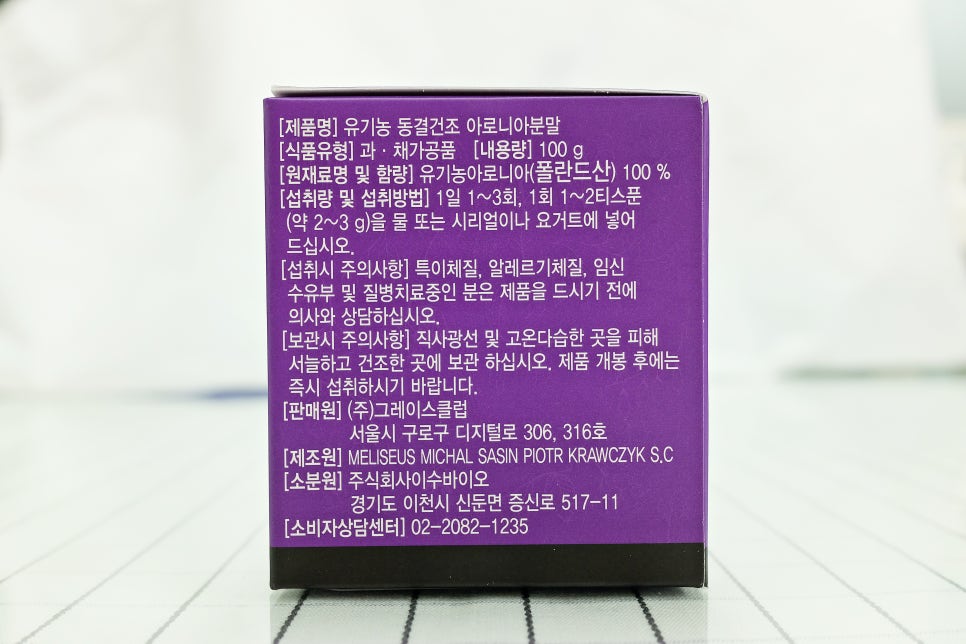 [제품명] 유기농 동결건조 아로니아분말
[식품유형] 과 · 채가공품 [내용량] 100 g
[원재료명 및 함량] 유기농아로니아(폴란드산) 100 %
[섭취량 및 섭취방법] 1일 1~3회, 1회 1~2티스푼
(약 2~3 g)을 물 또는 시리얼이나 요거트에 넣어
드십시오.
[섭취시 주의사항] 특이체질, 알레르기체질, 임신
수유부 및 질병치료중인 분은 제품을 드시기 전에
의사와 상담하십시오.
[보관시 주의사항] 직사광선 및 고온다습한 곳을 피해
서늘하고 건조한 곳에 보관 하십시오. 제품 개봉 후에는
즉시 섭취하시기 바랍니다.
[판매원] (주)그레이스클럽
서울시 구로구 디지털로 306, 316호
[제조원] MELISEUS MICHAL SASIN PIOTR KRAWCZYK S.C
[소분원] 주식회사이수바이오
경기도 이천시 신둔면 증신로 517-11
[소비자상담센터] 02-2082-1235